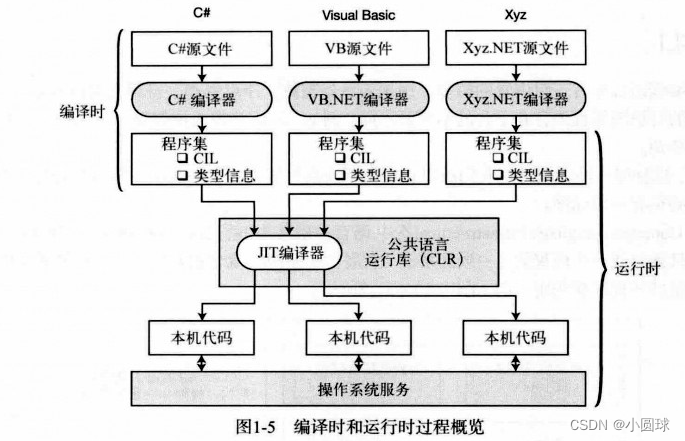 C#
Visual Basic
Xyz
C#源文件
VB源文件
Xyz.NET源文件
编译时
C# 编译器
VB.NET编译器
Xyz.NET编译器
程序集
CIL
类型信息
程序集
CIL
类型信息
程序集
CIL
类型信息
JIT编译器
公共语言
运行库（CLR）
运行时
本机代码
本机代码
本机代码
操作系统服务
图1-5 编译时和运行时过程概览
CSDN @小圆球